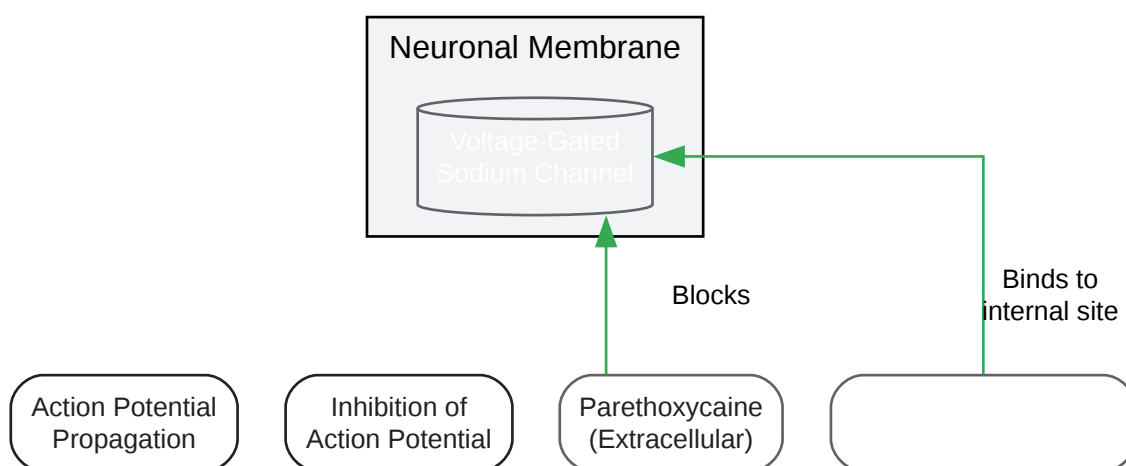 Neuronal Membrane
Voltage-Gated
Sodium Channel
Blocks
Binds to
internal site
Action Potential
Propagation
Inhibition of
Action Potential
Parethoxycaine
(Extracellular)